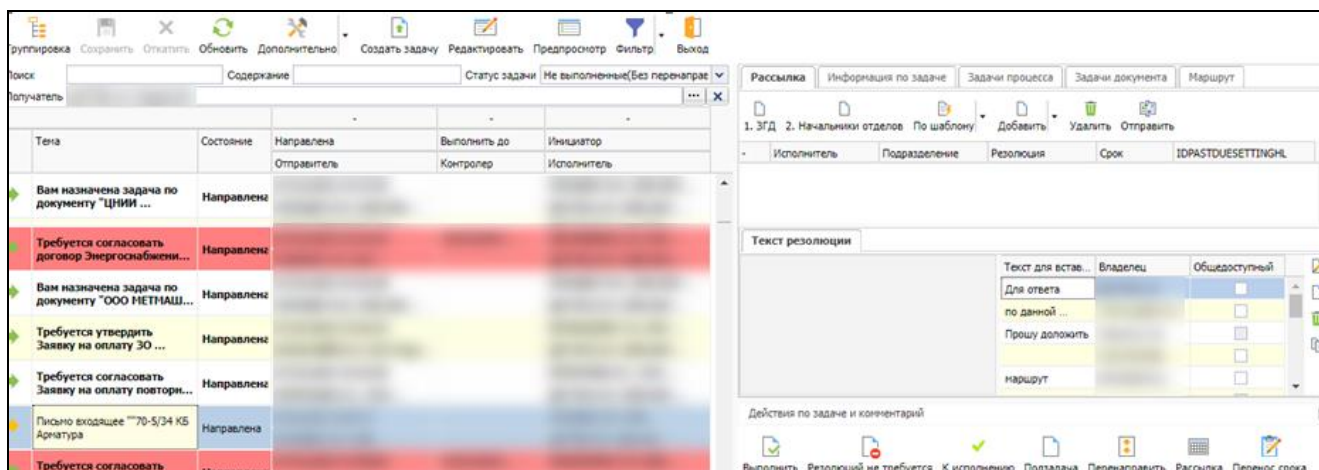 Группировка Сохранить Откатить Обновить Дополнительно Создать задачу Редактировать Предпросмотр Фильтр Выход
Поиск Содержание Статус задачи Не выполненные(Без перенаправ
Получатель
Тема Состояние Направлена Выполнить до Инициатор
Отправитель Контролер Исполнитель
Вам назначена задача по
документу "ЦНИИ ... Направлена
Требуется согласовать
договор Энергоснабжени... Направлена
Вам назначена задача по
документу "ООО МЕТМАШ... Направлена
Требуется утвердить
Заявку на оплату ЗО ... Направлена
Требуется согласовать
Заявку на оплату повторн... Направлена
Письмо входящее ""70-5/34 КБ
Арматура Направлена
Требуется согласовать
Рассылка Информация по задаче Задачи процесса Задачи документа Маршрут
1. ЗГД 2. Начальники отделов По шаблону Добавить Удалить Отправить
- Исполнитель Подразделение Резолюция Срок IDPASTDUESETTINGHL
Текст резолюции
Текст для встав... Владелец Общедоступный
Для ответа
по данной ...
Прошу доложить
маршрут
Действия по задаче и комментарий
Выполнить Резолюций не требуется К исполнению Подзадача Перенаправить Рассылка Перенос срока